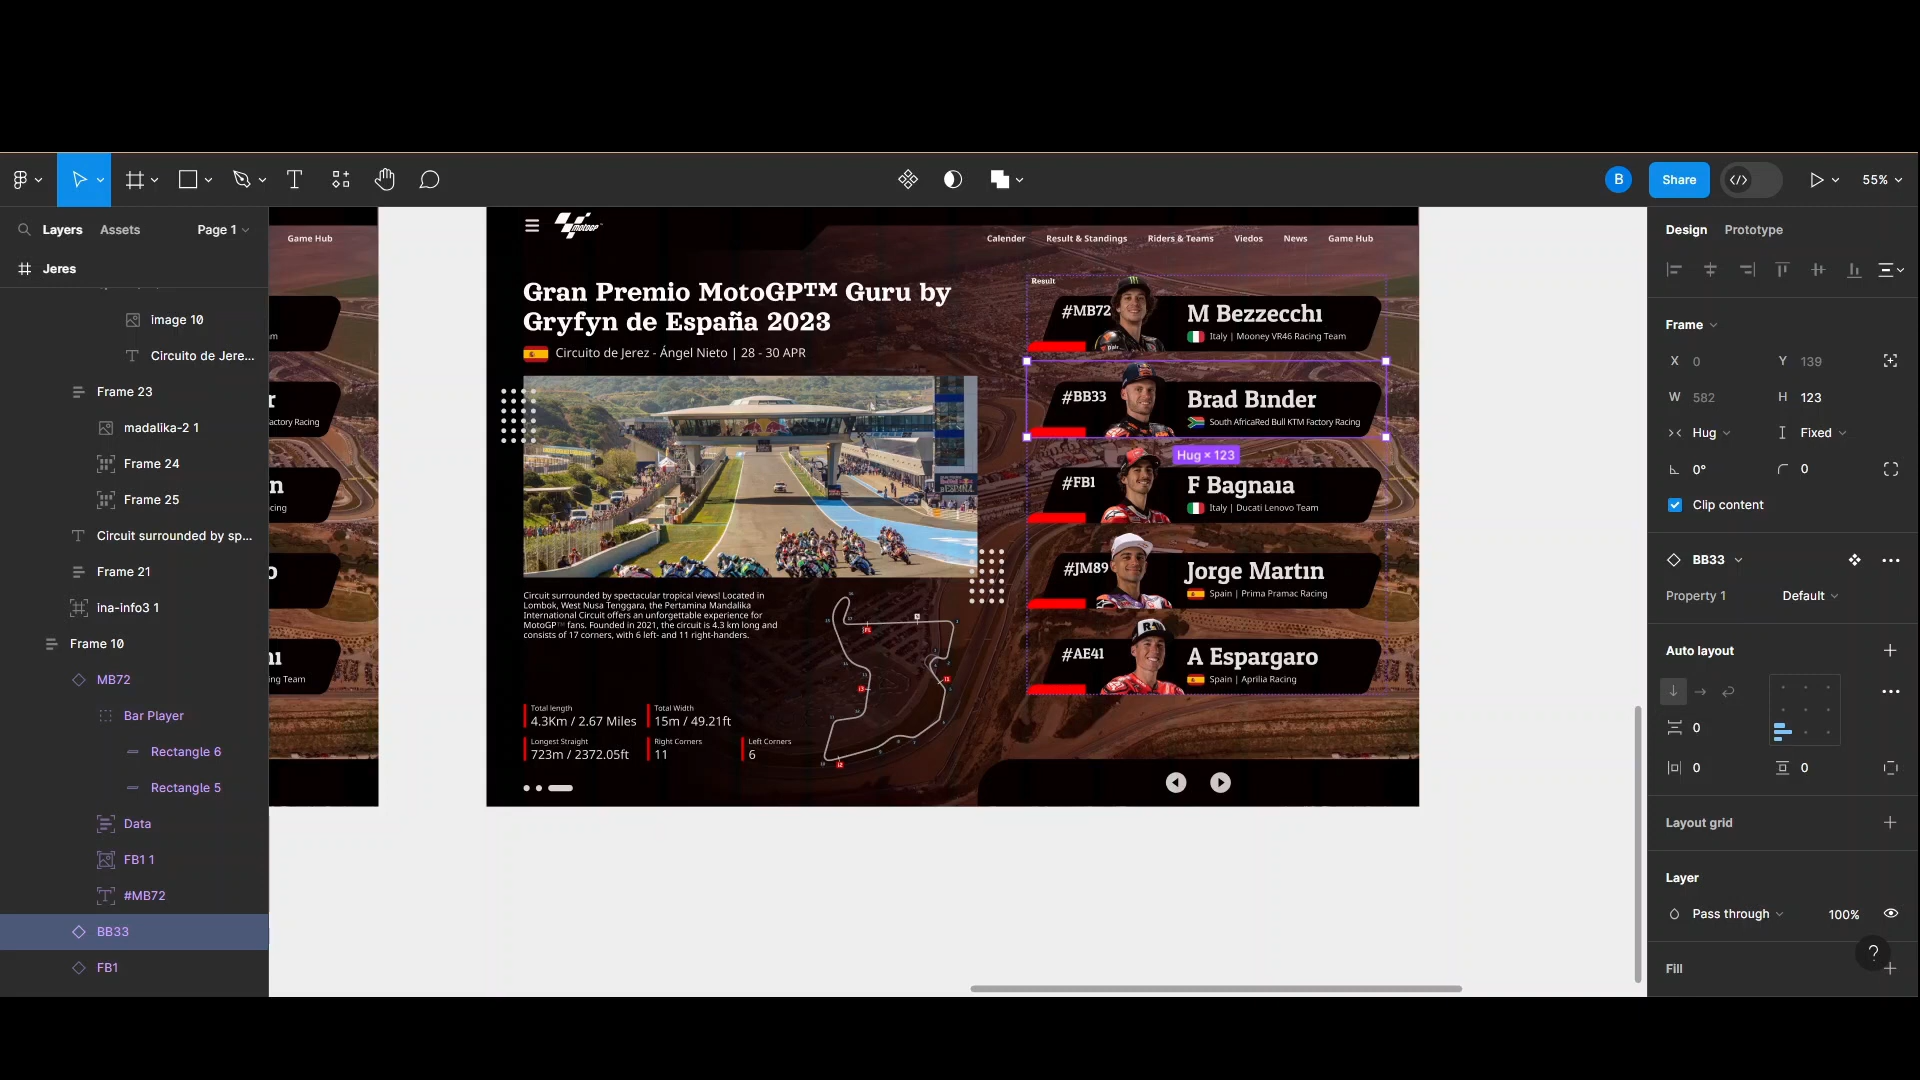 B
Share
55%
Layers
Assets
Page 1
Jeres
image 10
Circuito de Jere...
Frame 23
madalika-2 1
Frame 24
Frame 25
Circuit surrounded by sp...
Frame 21
ina-info3 1
Frame 10
MB72
Bar Player
Rectangle 6
Rectangle 5
Data
FB1 1
#MB72
BB33
FB1
Game Hub
actory Racing
n
cing
ing Team
MotoGP
Calender
Result & Standings
Riders & Teams
Viedos
News
Game Hub
Gran Premio MotoGP™ Guru by
Gryfyn de España 2023
Circuito de Jerez - Ángel Nieto | 28 - 30 APR
Circuit surrounded by spectacular tropical views! Located in
Lombok, West Nusa Tenggara, the Pertamina Mandalika
International Circuit offers an unforgettable experience for
MotoGP™ fans. Founded in 2021, the circuit is 4.3 km long and
consists of 17 corners, with 6 left- and 11 right-handers.
Total length
4.3Km / 2.67 Miles
Total Width
15m / 49.21ft
Longest Straight
723m / 2372.05ft
Right Corners
11
Left Corners
6
Result
#MB72
M Bezzecchi
Italy | Mooney VR46 Racing Team
#BB33
Brad Binder
South AfricaRed Bull KTM Factory Racing
Hug × 123
#FB1
F Bagnaia
Italy | Ducati Lenovo Team
#JM89
Jorge Martin
Spain | Prima Pramac Racing
#AE41
A Espargaro
Spain | Aprilia Racing
Design
Prototype
Frame
X 0
Y 139
W 582
H 123
Hug
Fixed
0°
0
Clip content
BB33
Property 1
Default
Auto layout
0
0
0
Layout grid
Layer
Pass through
100%
Fill
?